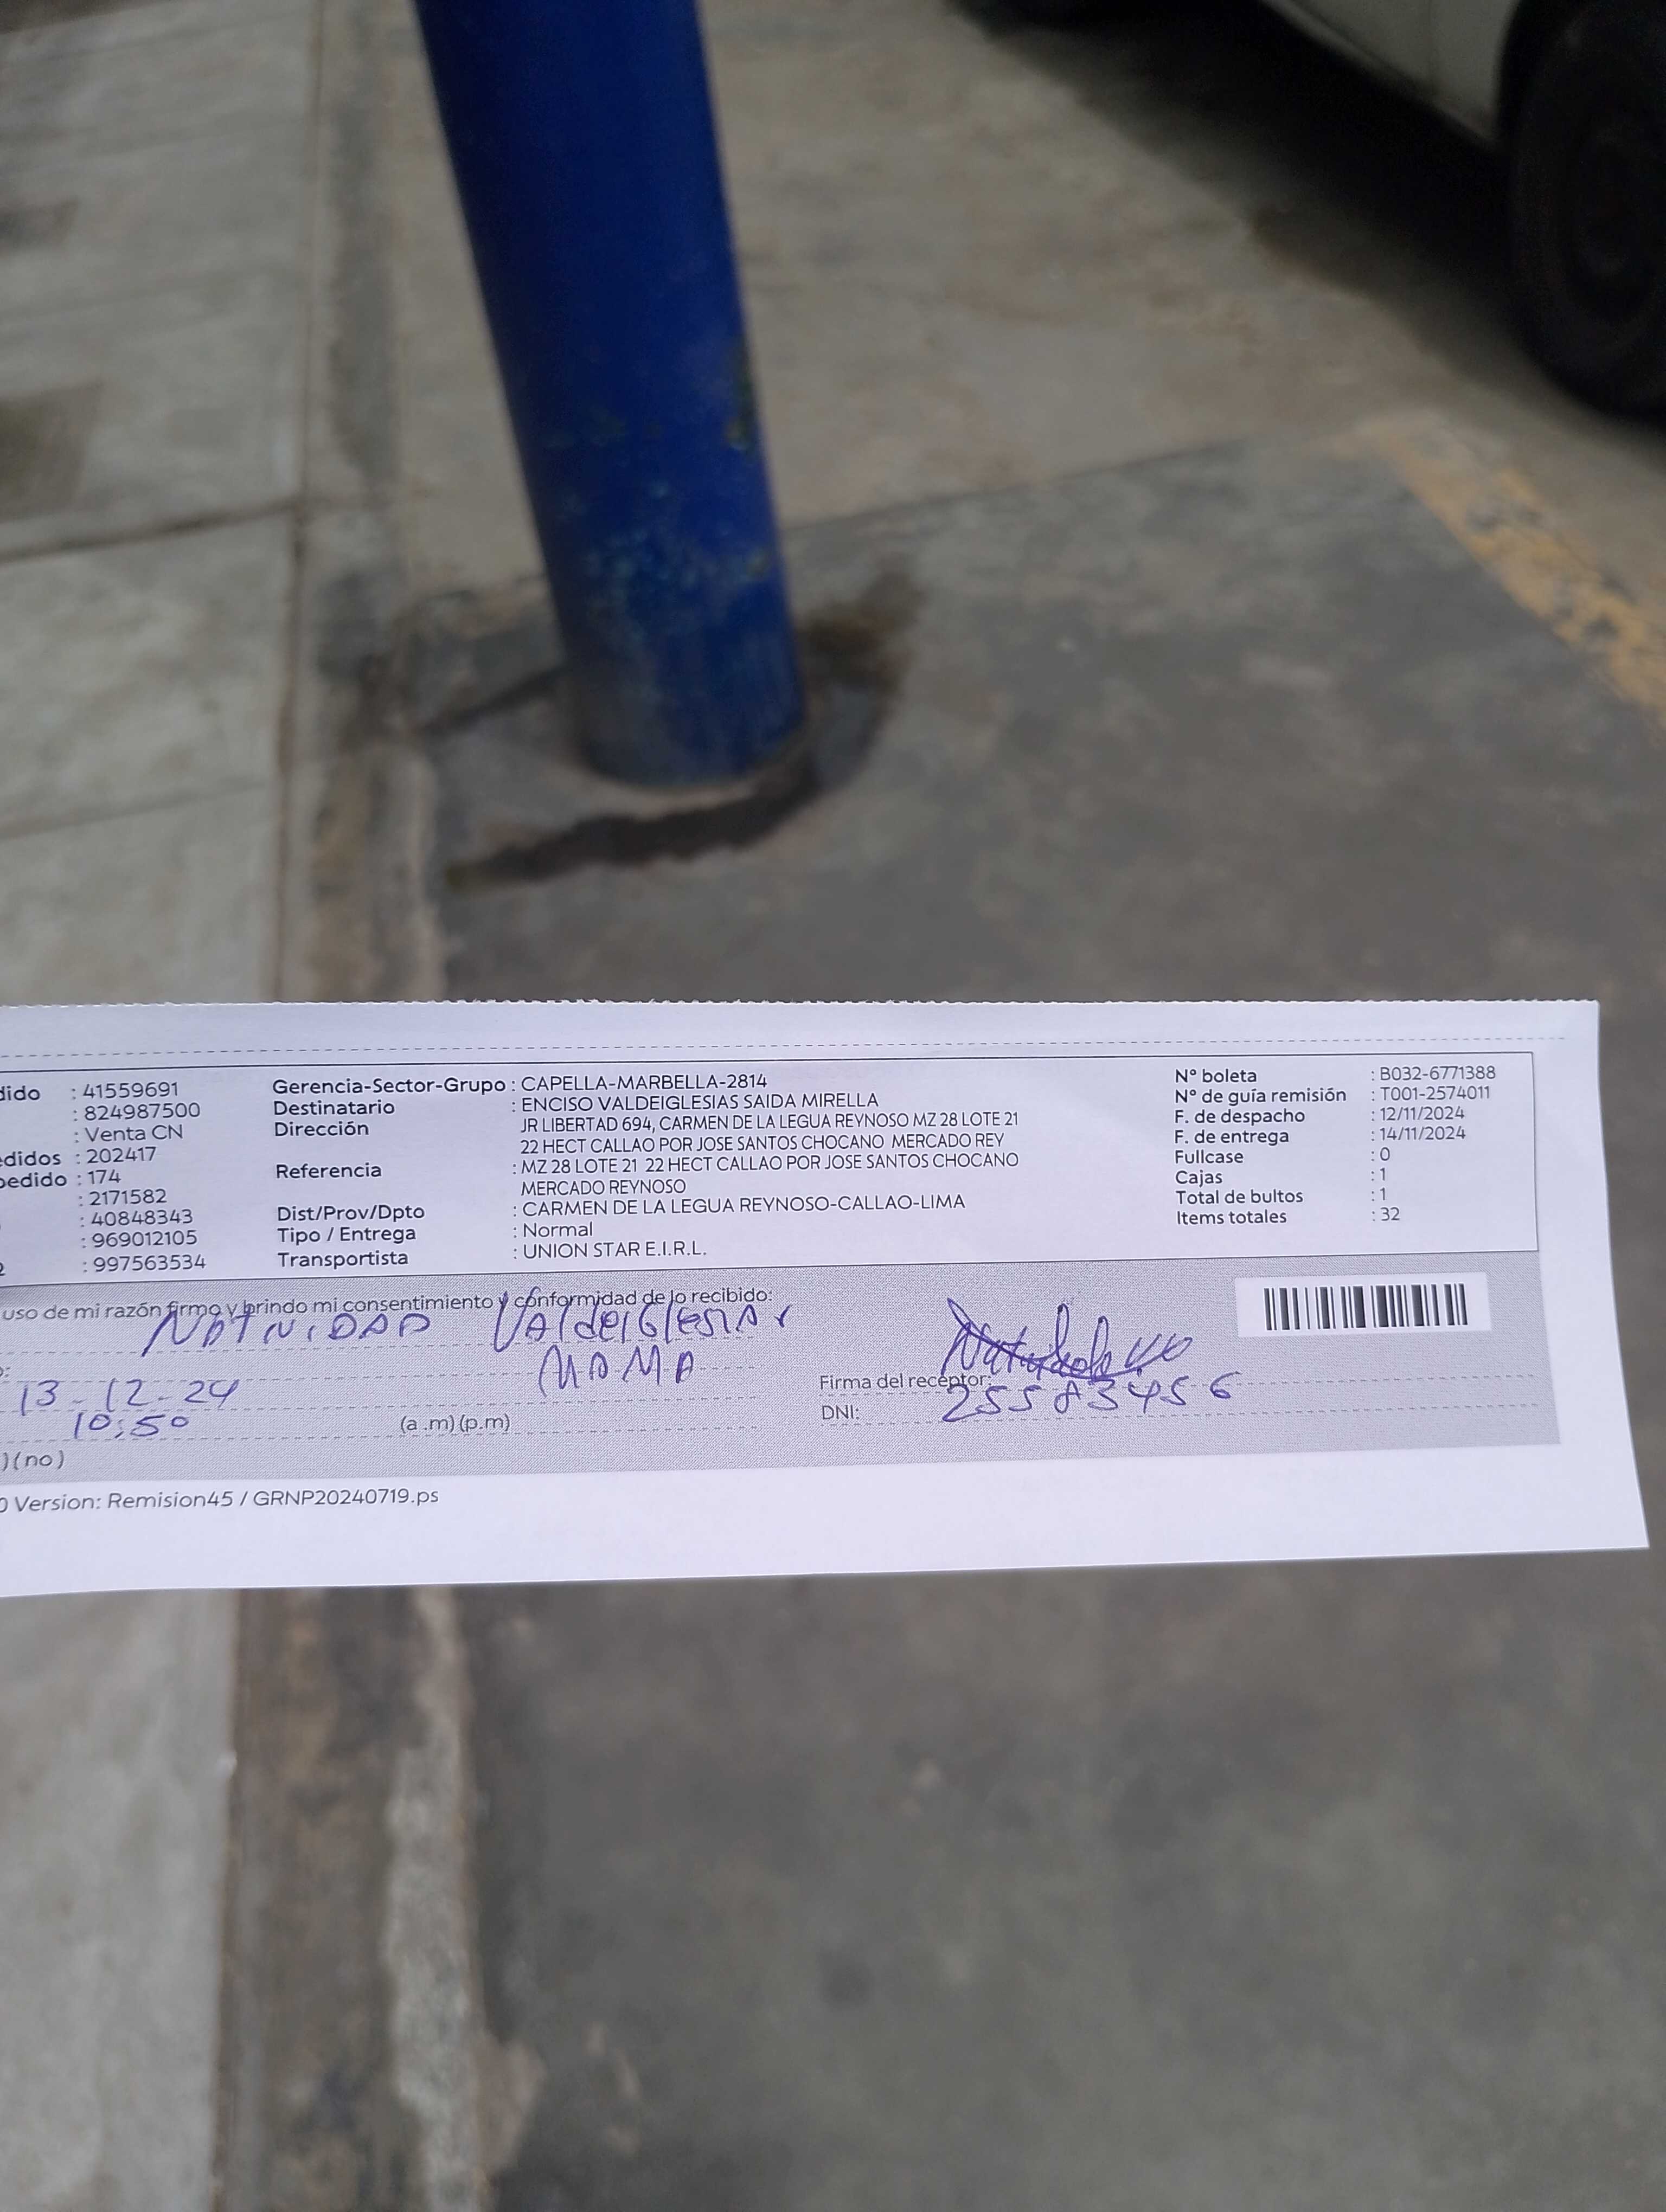 dido : 41559691 Gerencia-Sector-Grupo : CAPELLA-MARBELLA-2814 N° boleta : B032-6771388
: 824987500 Destinatario : ENCISO VALDEIGLESIAS SAIDA MIRELLA N° de guía remisión : T001-2574011
: Venta CN Dirección JR LIBERTAD 694, CARMEN DE LA LEGUA REYNOSO MZ 28 LOTE 21 F. de despacho : 12/11/2024
edidos : 202417 22 HECT CALLAO POR JOSE SANTOS CHOCANO MERCADO REY F. de entrega : 14/11/2024
pedido : 174 Referencia : MZ 28 LOTE 21 22 HECT CALLAO POR JOSE SANTOS CHOCANO Fullcase : 0
: 2171582 MERCADO REYNOSO Cajas : 1
: 40848343 Dist/Prov/Dpto : CARMEN DE LA LEGUA REYNOSO-CALLAO-LIMA Total de bultos : 1
: 969012105 Tipo / Entrega : Normal Items totales : 32
2 : 997563534 Transportista : UNION STAR E.I.R.L.
uso de mi razón firmo y brindo mi consentimiento y conformidad de lo recibido:
NATIVIDAD ValdeiGlesias
MAMA
o: 13-12-24 Firma del receptor:
10:50 (a .m) (p.m) DNI: 25583456
) ( no )
0 Version: Remision45 / GRNP20240719.ps